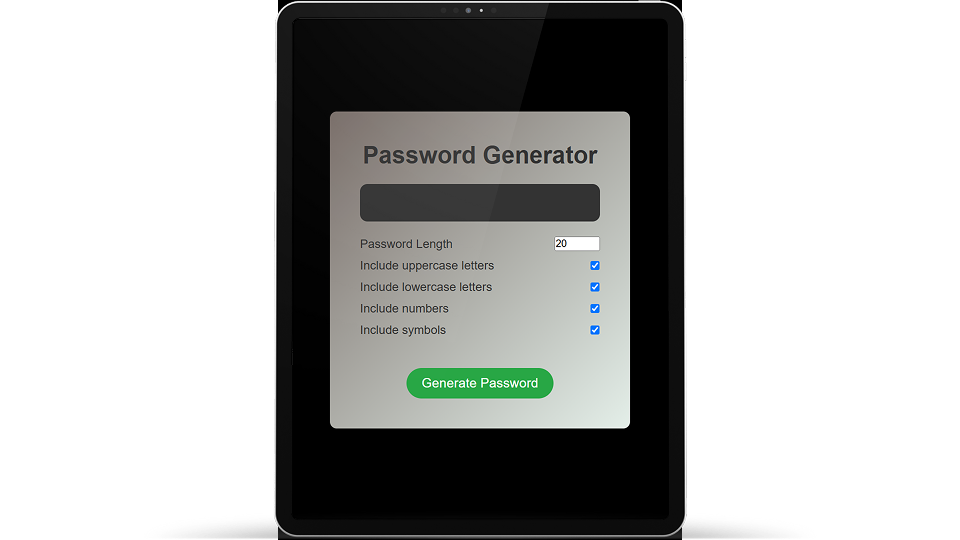 Password Generator
Password Length 20
Include uppercase letters
Include lowercase letters
Include numbers
Include symbols
Generate Password